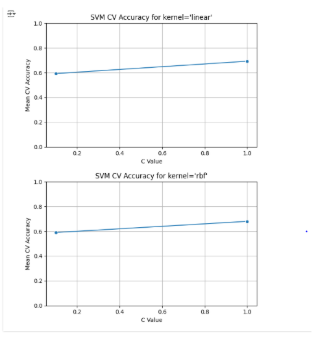 SVM CV Accuracy for kernel='linear'
1.0
0.8
0.6
0.4
0.2
0.0
Mean CV Accuracy
0.2 0.4 0.6 0.8 1.0
C Value
SVM CV Accuracy for kernel='rbf'
1.0
0.8
0.6
0.4
0.2
0.0
Mean CV Accuracy
0.2 0.4 0.6 0.8 1.0
C Value